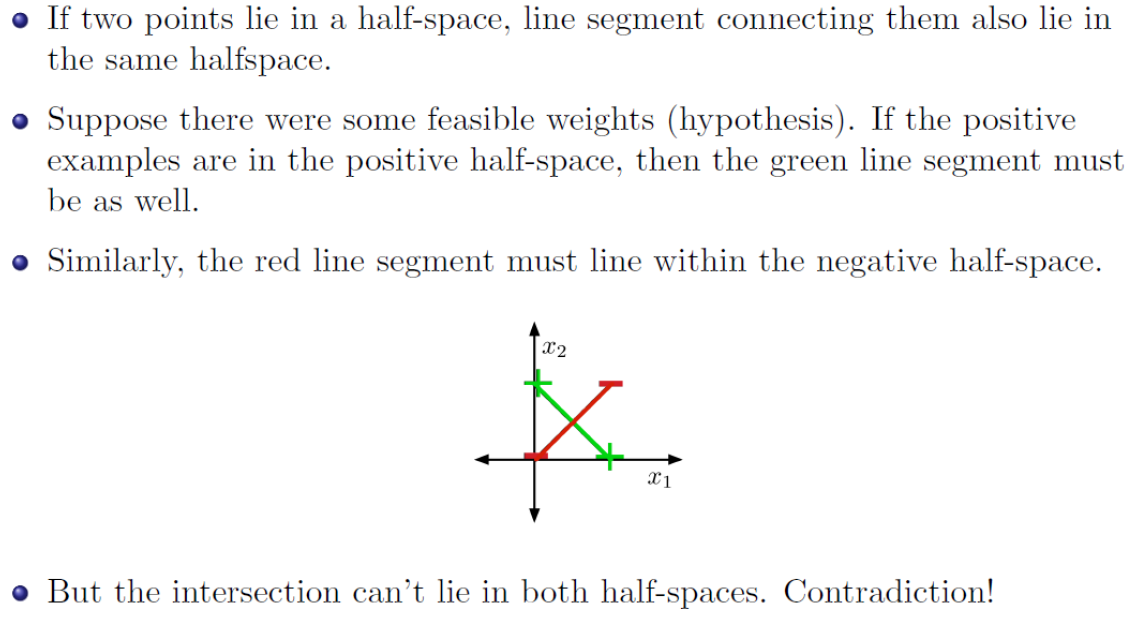 If two points lie in a half-space, line segment connecting them also lie in
the same halfspace.
Suppose there were some feasible weights (hypothesis). If the positive
examples are in the positive half-space, then the green line segment must
be as well.
Similarly, the red line segment must line within the negative half-space.
x2
x1
But the intersection can't lie in both half-spaces. Contradiction!